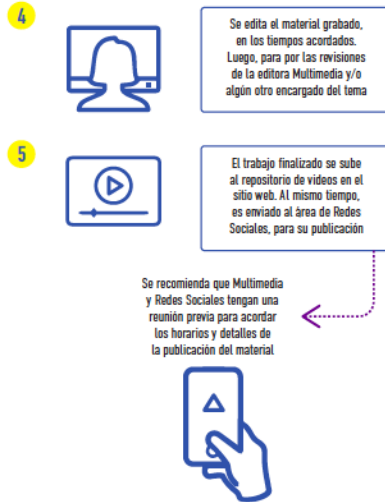 4
Se edita el material grabado,
en los tiempos acordados.
Luego, para por las revisiones
de la editora Multimedia y/o
algún otro encargado del tema
5
El trabajo finalizado se sube
al repositorio de videos en el
sitio web. Al mismo tiempo,
es enviado al área de Redes
Sociales, para su publicación
Se recomienda que Multimedia
y Redes Sociales tengan una
reunión previa para acordar
los horarios y detalles de
la publicación del material